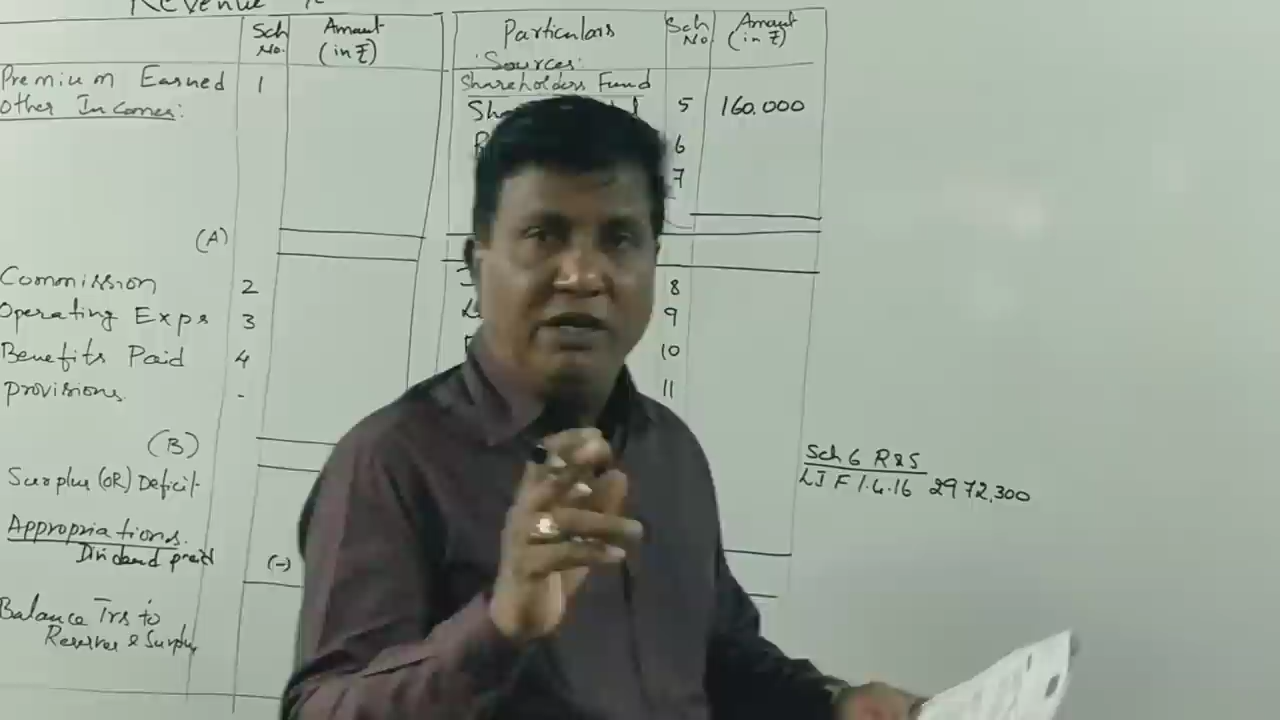 Revenue
Sch No. Amount (in ₹)
Premium Earned 1
Other Incomes:
(A)
Commission 2
Operating Exps 3
Benefits Paid 4
Provisions -
(B)
Surplus (OR) Deficit
Appropriations.
Dividend paid (-)
Balance Trs to
Reserves & Surplus
Particulars Sch No. Amount (in ₹)
Sources:
Shareholders Fund
5 160.000
6
7
8
9
10
11
Sch 6 R&S
LIF 1.4.16 2972,300